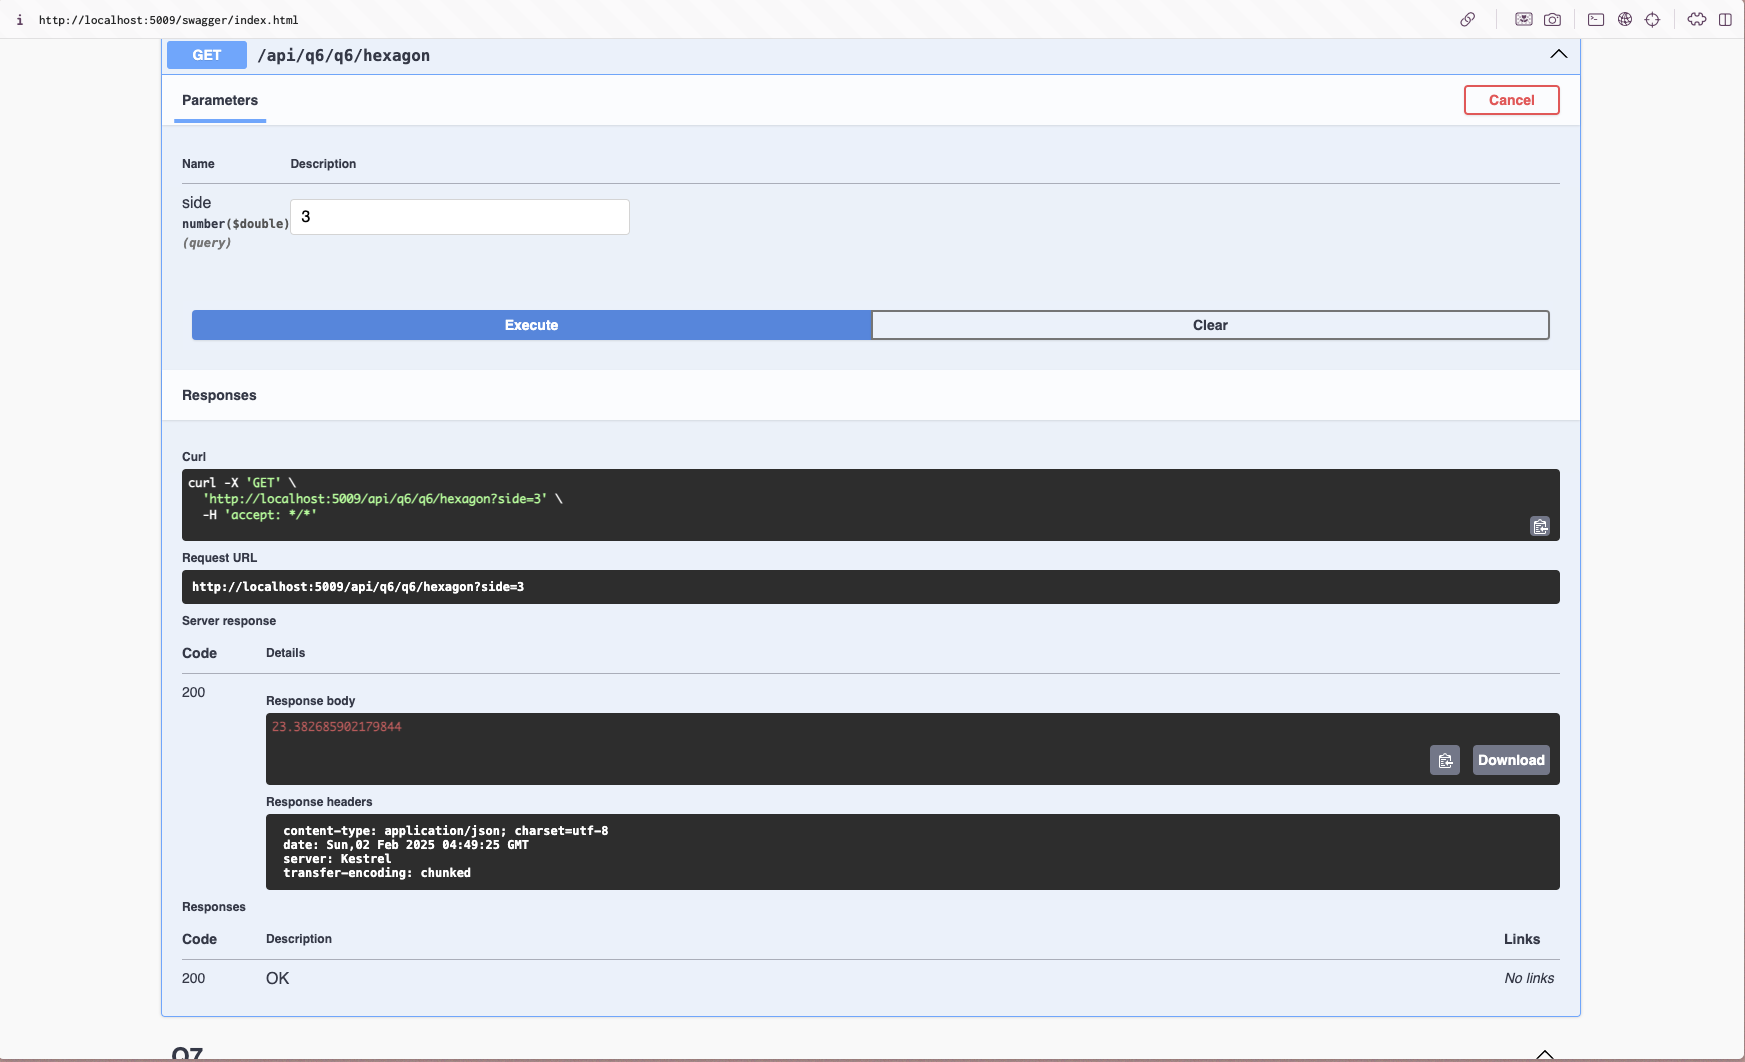 i http://localhost:5009/swagger/index.html
GET /api/q6/q6/hexagon
Parameters
Cancel
Name Description
side
number($double)
(query)
3
Execute Clear
Responses
Curl
curl -X 'GET' \
'http://localhost:5009/api/q6/q6/hexagon?side=3' \
-H 'accept: */*'
Request URL
http://localhost:5009/api/q6/q6/hexagon?side=3
Server response
Code Details
200
Response body
23.382685902179844
Download
Response headers
content-type: application/json; charset=utf-8
date: Sun,02 Feb 2025 04:49:25 GMT
server: Kestrel
transfer-encoding: chunked
Responses
Code Description Links
200 OK No links
Q7